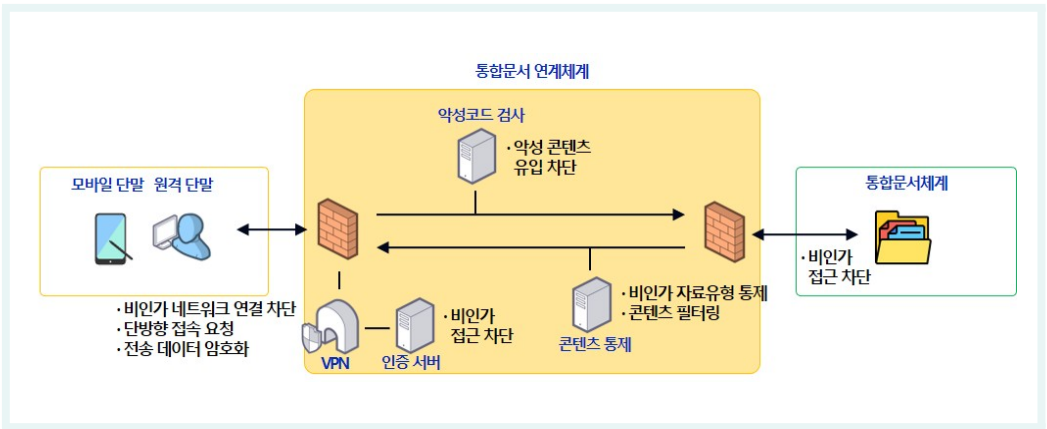 통합문서 연계체계
악성코드 검사
· 악성 콘텐츠
유입 차단
모바일 단말 원격 단말
통합문서체계
· 비인가
접근 차단
· 비인가 네트워크 연결 차단
· 단방향 접속 요청
· 전송 데이터 암호화
VPN
인증 서버
· 비인가
접근 차단
· 비인가 자료유형 통제
· 콘텐츠 필터링
콘텐츠 통제